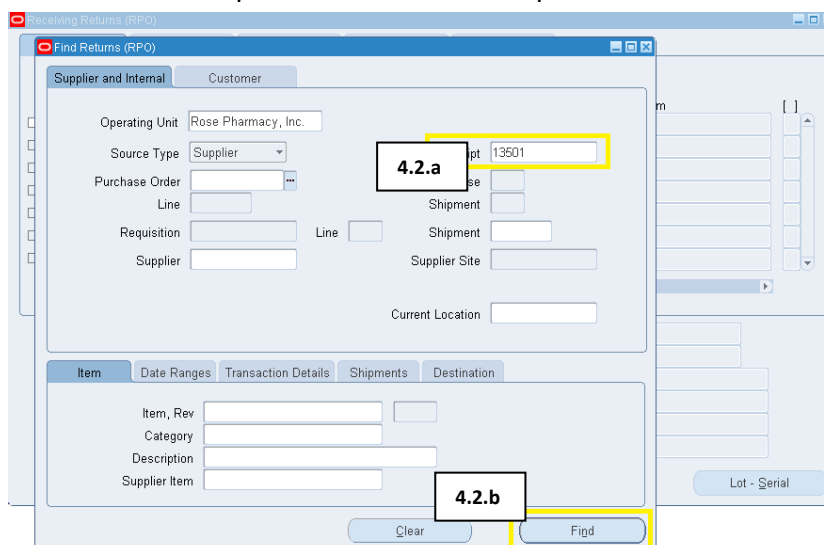 Receiving Returns (RPO)
Find Returns (RPO)
Supplier and Internal Customer
Operating Unit Rose Pharmacy, Inc.
m [ ]
Source Type Supplier 4.2.a ipt 13501
Purchase Order ... se
Line Shipment
Requisition Line Shipment
Supplier Supplier Site
Current Location
Item Date Ranges Transaction Details Shipments Destination
Item, Rev
Category
Description
Supplier Item
4.2.b
Lot - Serial
Clear Find